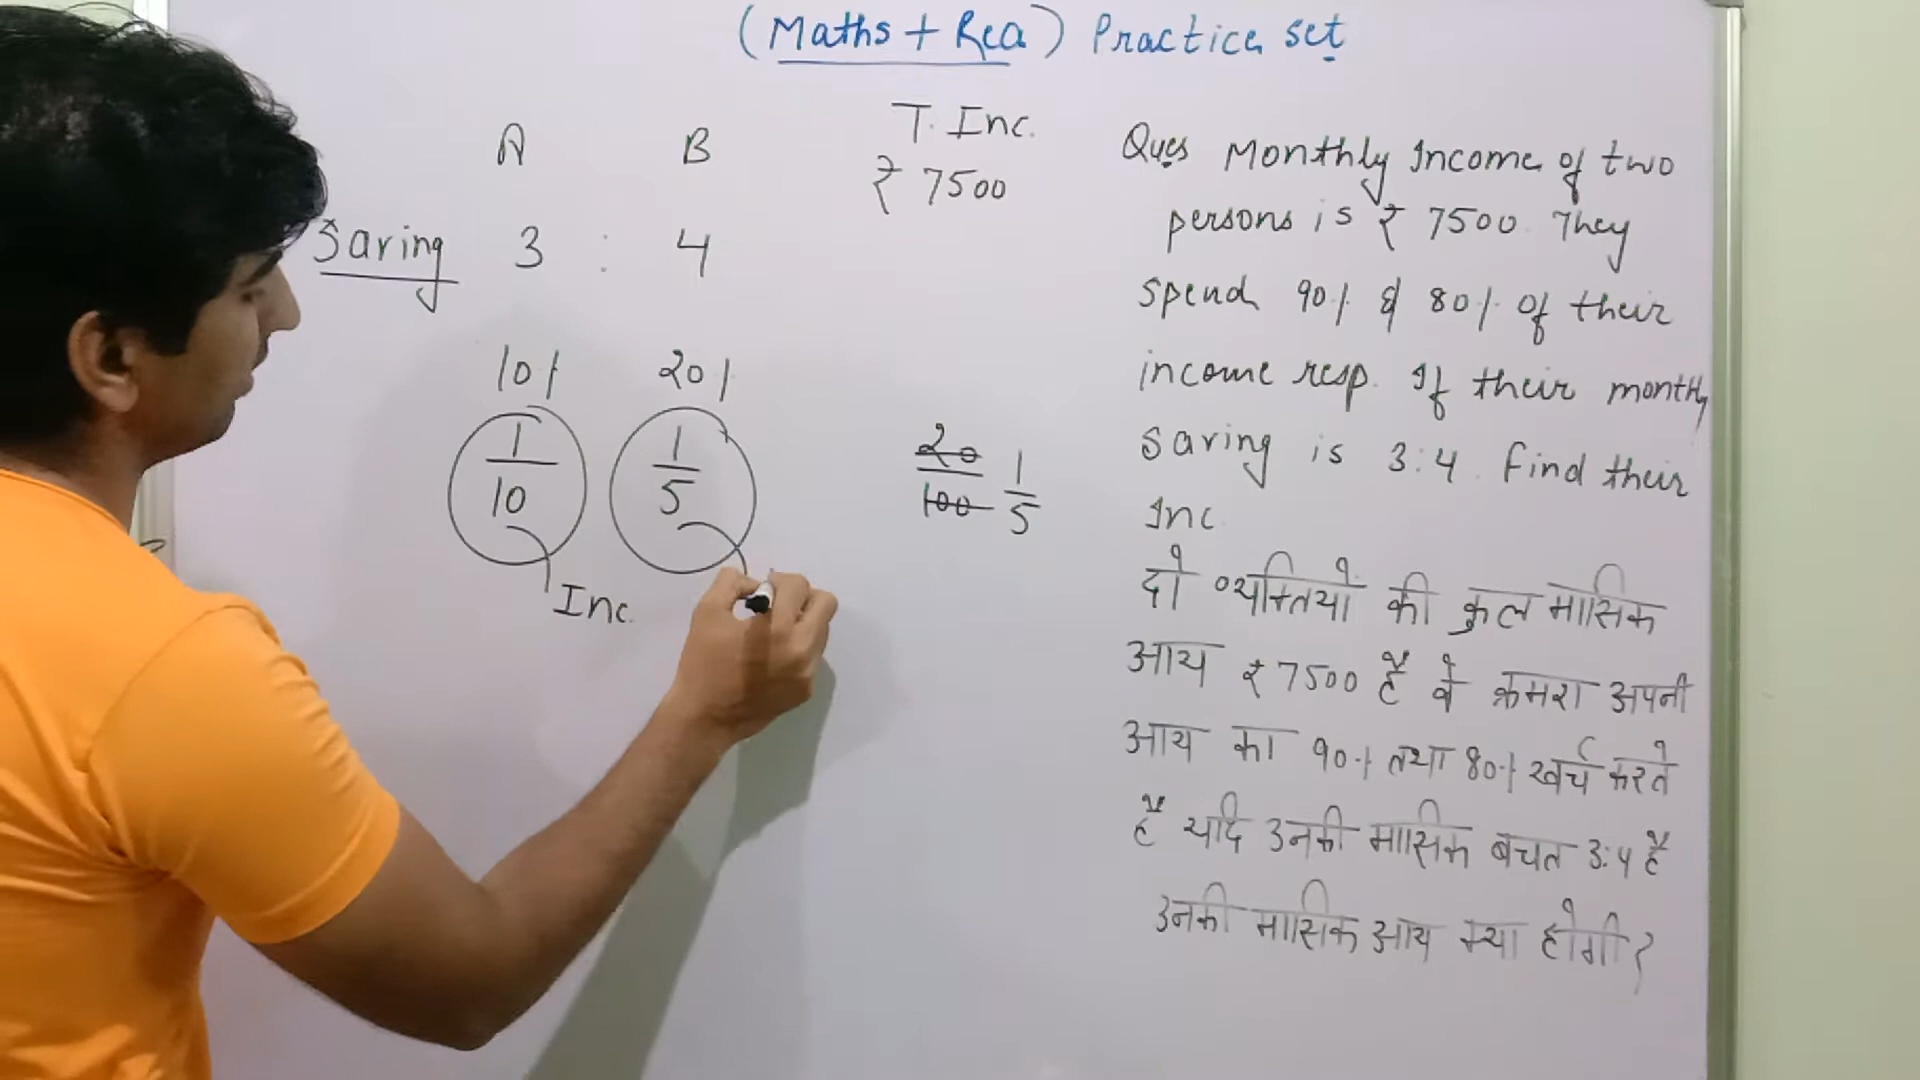 (Maths + Rea) Practice set
A B
T. Inc.
₹ 7500
Saring 3 : 4
10% 20%
1/10 1/5
20/100 1/5
Inc.
Ques Monthly Income of two
persons is ₹ 7500. They
spend 90% & 80% of their
income resp. If their monthly
Saring is 3:4. Find their
Inc
दो व्यक्तियो की कुल मासिक
आय ₹ 7500 है वे क्रमश अपनी
आय का 90% तथा 80% खर्च करते
है यदि उनकी मासिक बचत 3:4 है
उनकी मासिक आय क्या होगी?